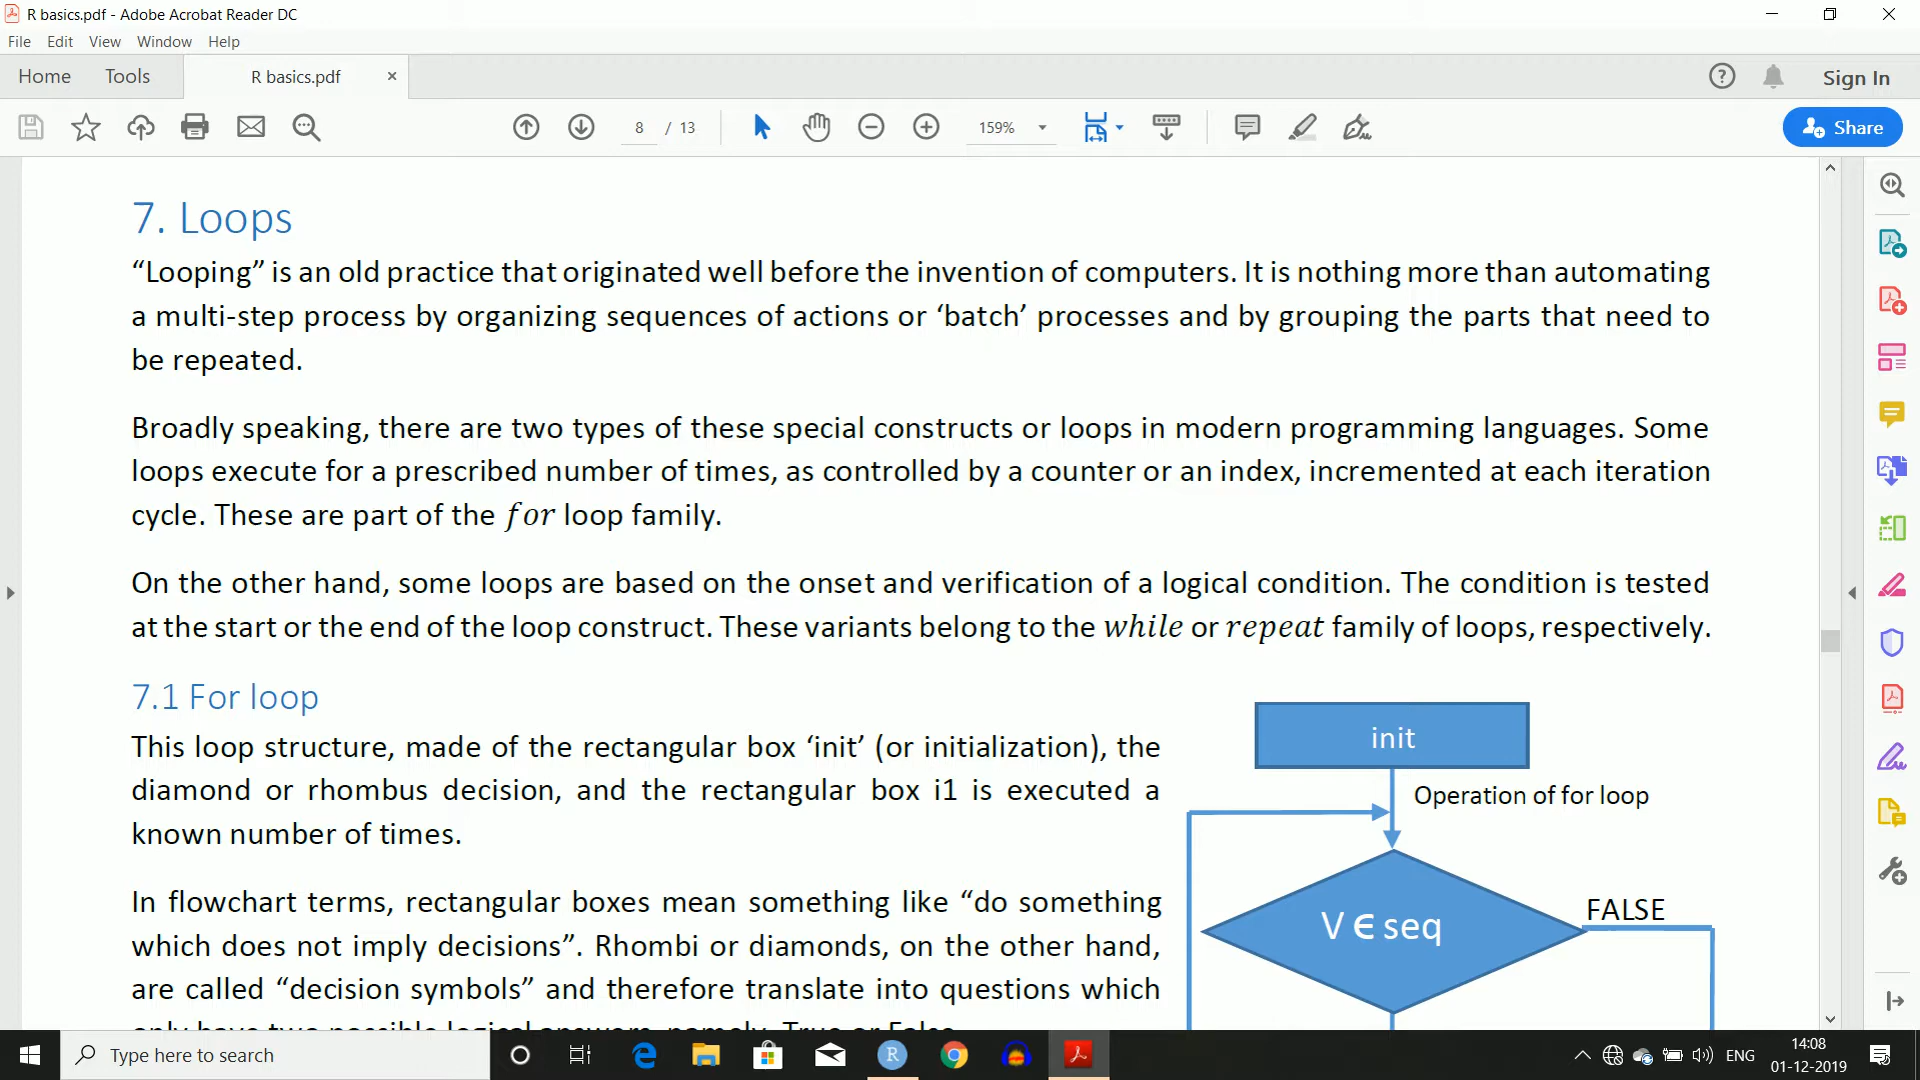 R basics.pdf - Adobe Acrobat Reader DC
File Edit View Window Help
Home Tools R basics.pdf × Sign In
8 / 13 159% Share
7. Loops
“Looping” is an old practice that originated well before the invention of computers. It is nothing more than automating
a multi-step process by organizing sequences of actions or ‘batch’ processes and by grouping the parts that need to
be repeated.
Broadly speaking, there are two types of these special constructs or loops in modern programming languages. Some
loops execute for a prescribed number of times, as controlled by a counter or an index, incremented at each iteration
cycle. These are part of the for loop family.
On the other hand, some loops are based on the onset and verification of a logical condition. The condition is tested
at the start or the end of the loop construct. These variants belong to the while or repeat family of loops, respectively.
7.1 For loop
This loop structure, made of the rectangular box ‘init’ (or initialization), the
diamond or rhombus decision, and the rectangular box i1 is executed a
known number of times.
In flowchart terms, rectangular boxes mean something like “do something
which does not imply decisions”. Rhombi or diamonds, on the other hand,
are called “decision symbols” and therefore translate into questions which
only have two possible logical answers, namely, True or False
init
Operation of for loop
V ∈ seq
FALSE
Type here to search
ENG
14:08
01-12-2019